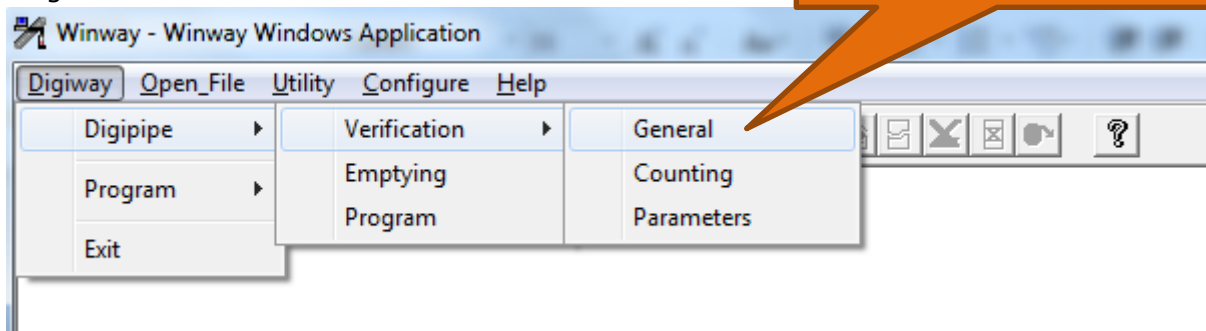 Winway - Winway Windows Application
Digiway Open_File Utility Configure Help
Digipipe Verification General
Emptying Counting
Program Program Parameters
Exit